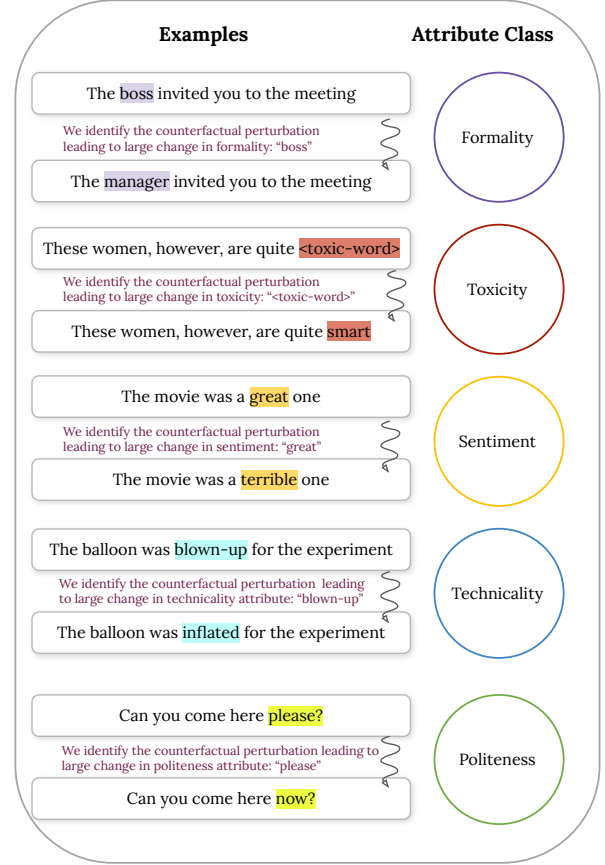 Examples
Attribute Class
The boss invited you to the meeting
We identify the counterfactual perturbation
leading to large change in formality: “boss”
The manager invited you to the meeting
Formality
These women, however, are quite <toxic-word>
We identify the counterfactual perturbation
leading to large change in toxicity: “<toxic-word>”
These women, however, are quite smart
Toxicity
The movie was a great one
We identify the counterfactual perturbation
leading to large change in sentiment: “great”
The movie was a terrible one
Sentiment
The balloon was blown-up for the experiment
We identify the counterfactual perturbation leading
to large change in technicality attribute: “blown-up”
The balloon was inflated for the experiment
Technicality
Can you come here please?
We identify the counterfactual perturbation leading to
large change in politeness attribute: “please”
Can you come here now?
Politeness